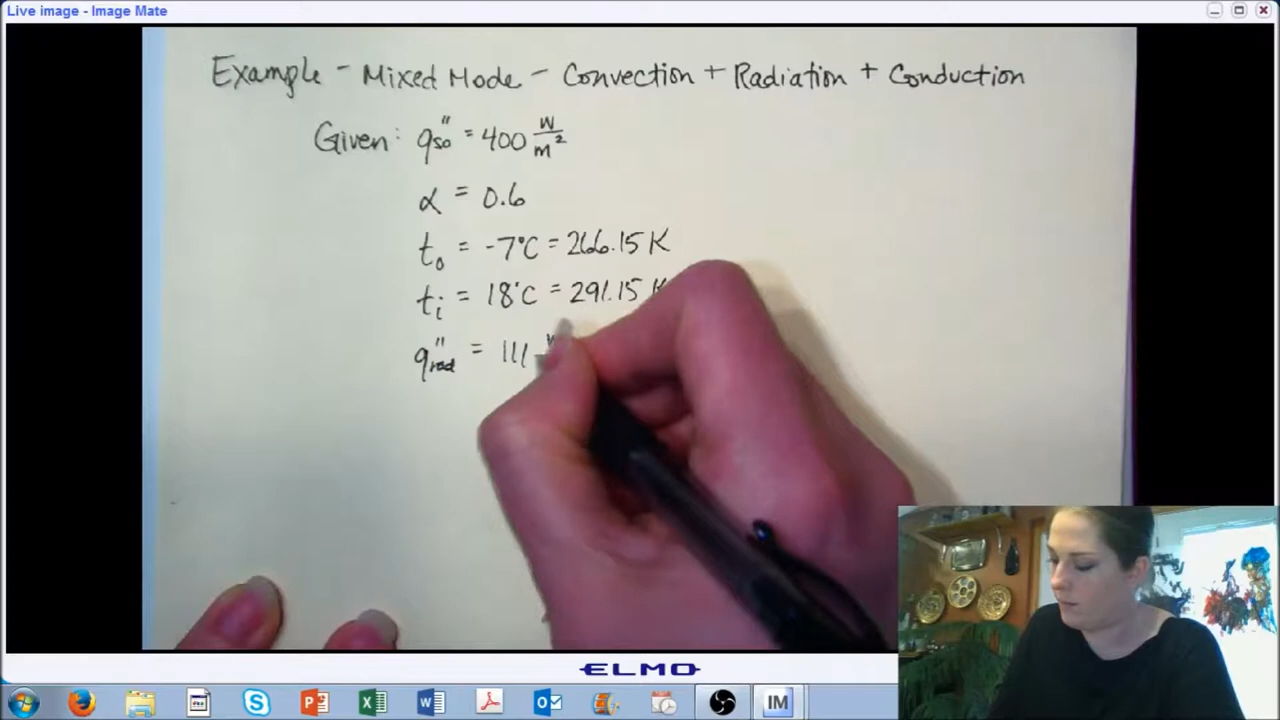 Live image - Image Mate
Example - Mixed Mode - Convection + Radiation + Conduction
Given: q"so = 400 W/m²
α = 0.6
to = -7°C = 266.15 K
ti = 18°C = 291.15 K
q"rad = 111
ELMO
IM